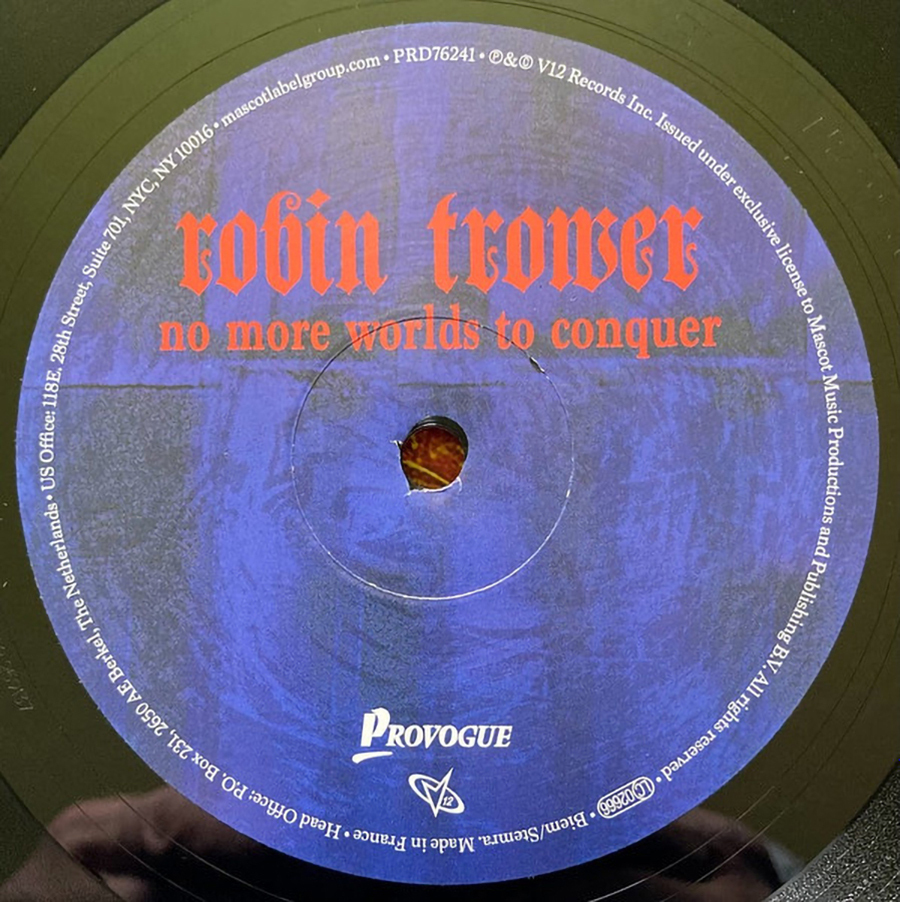 robin trower
no more worlds to conquer
PROVOGUE
V12
PRD76241 • ℗&© V12 Records Inc. Issued under exclusive license to Mascot Music Productions and Publishing B.V. All rights reserved • LC02666 • Biem/Stemra. Made in France • Head Office: P.O. Box 231, 2650 AE Berkel, The Netherlands • US Office: 118E. 28th Street, Suite 701, NYC, NY 10016 • mascotlabelgroup.com •